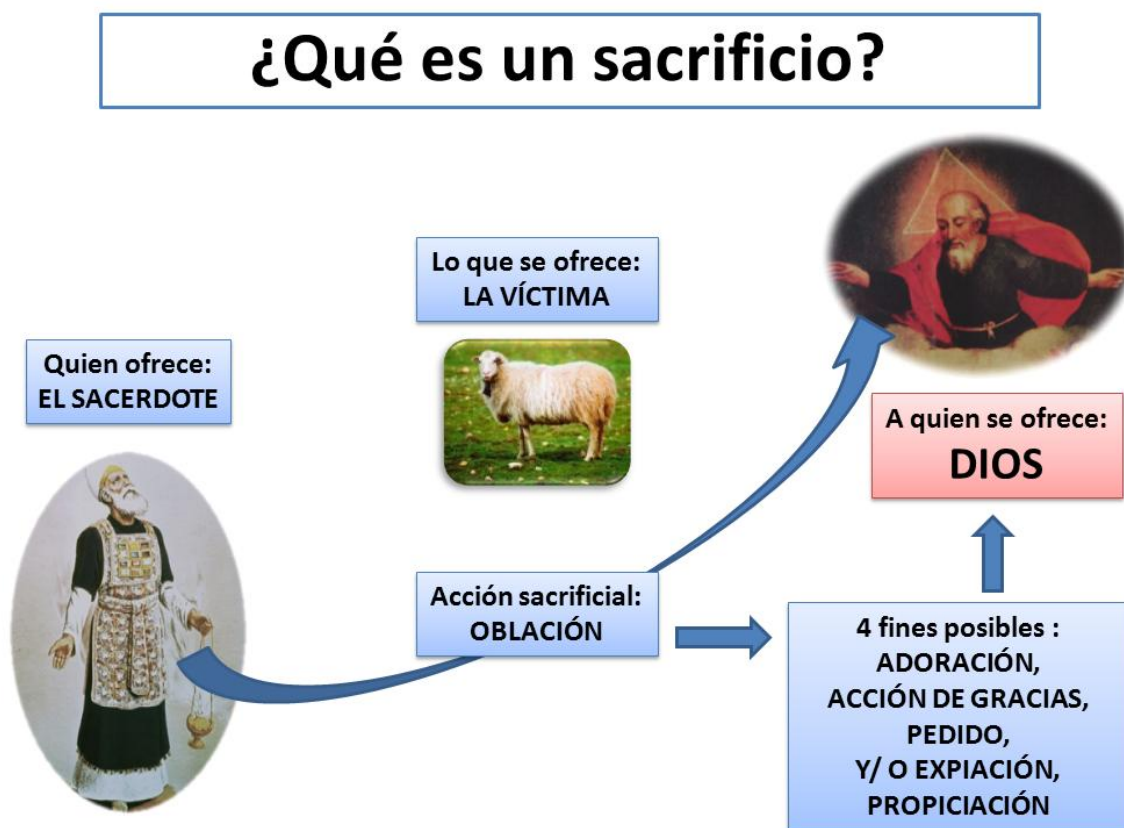 ¿Qué es un sacrificio?
Lo que se ofrece:
LA VÍCTIMA
Quien ofrece:
EL SACERDOTE
A quien se ofrece:
DIOS
Acción sacrificial:
OBLACIÓN
4 fines posibles :
ADORACIÓN,
ACCIÓN DE GRACIAS,
PEDIDO,
Y/ O EXPIACIÓN,
PROPICIACIÓN